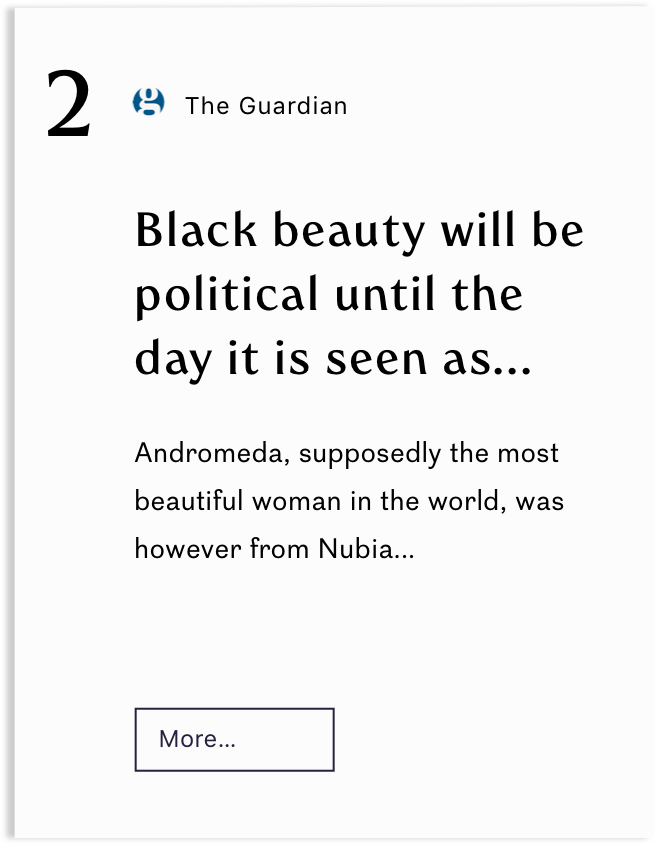 2
The Guardian
Black beauty will be
political until the
day it is seen as...
Andromeda, supposedly the most
beautiful woman in the world, was
however from Nubia...
More...